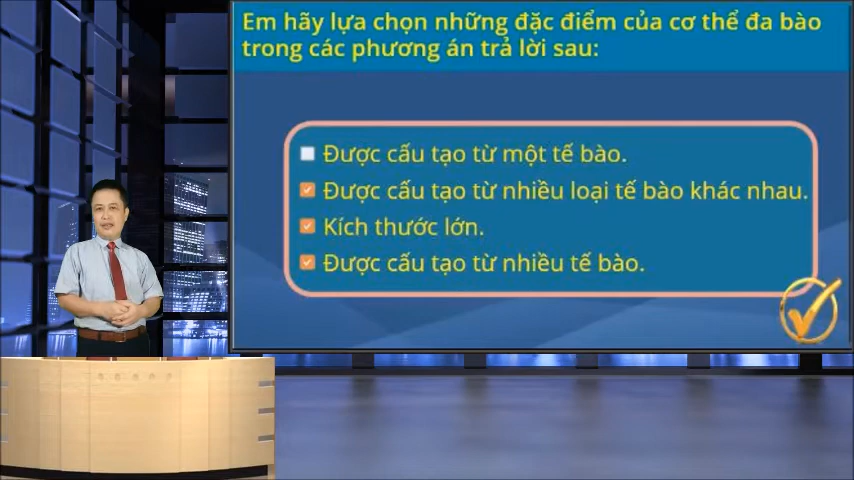 Em hãy lựa chọn những đặc điểm của cơ thể đa bào
trong các phương án trả lời sau:
Được cấu tạo từ một tế bào.
Được cấu tạo từ nhiều loại tế bào khác nhau.
Kích thước lớn.
Được cấu tạo từ nhiều tế bào.